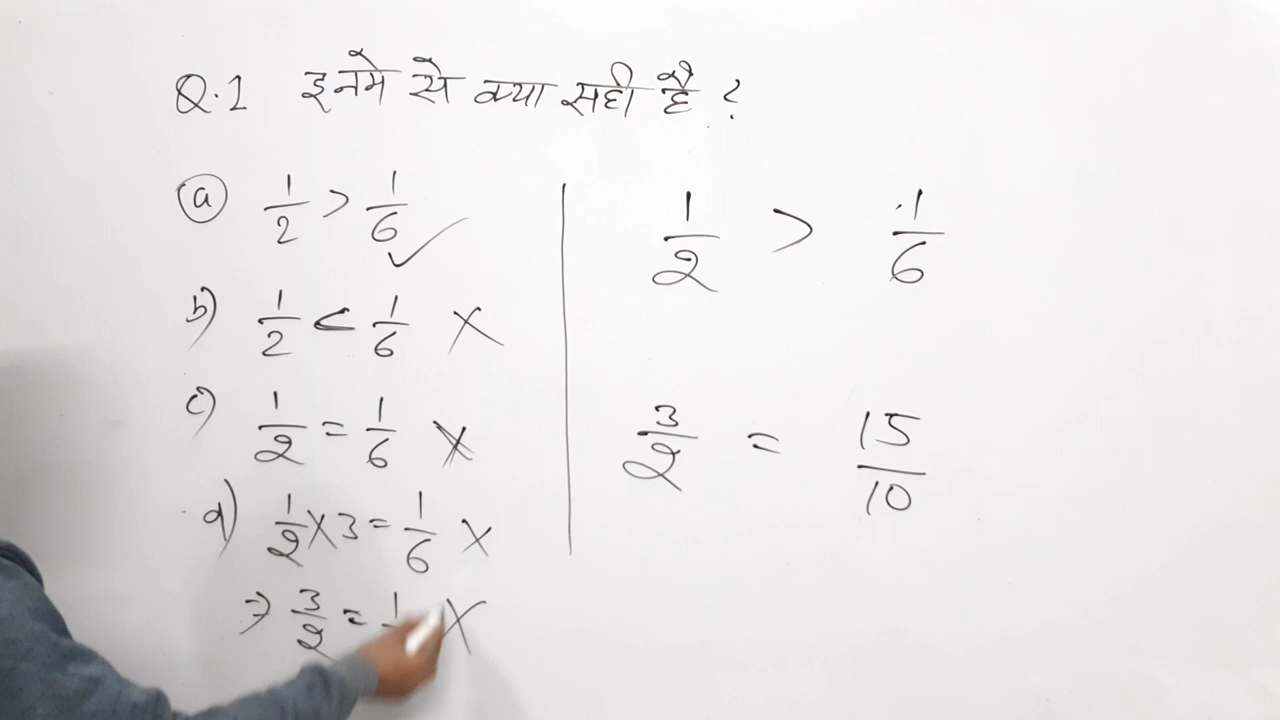 Q.1 इनमे से क्या सही है ?
a 1/2 > 1/6 ✓
b) 1/2 < 1/6 X
c) 1/2 = 1/6 X
d) 1/2 X 3 = 1/6 X
⇒ 3/2 = 1 X
1/2 > 1/6
3/2 = 15/10